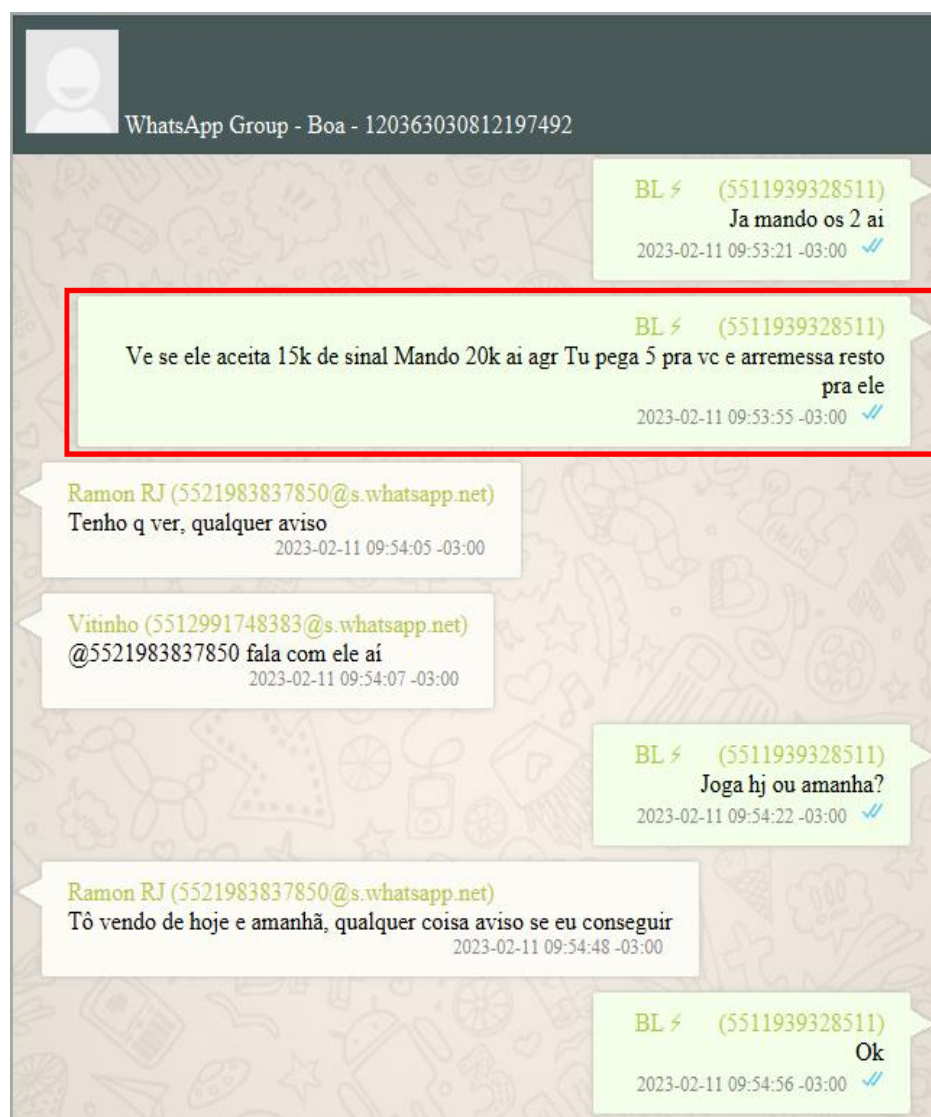 WhatsApp Group - Boa - 120363030812197492
BL⚡ (5511939328511)
Ja mando os 2 ai
2023-02-11 09:53:21 -03:00
BL⚡ (5511939328511)
Ve se ele aceita 15k de sinal Mando 20k ai agr Tu pega 5 pra vc e arremessa resto
pra ele
2023-02-11 09:53:55 -03:00
Ramon RJ (5521983837850@s.whatsapp.net)
Tenho q ver, qualquer aviso
2023-02-11 09:54:05 -03:00
Vitinho (5512991748383@s.whatsapp.net)
@5521983837850 fala com ele aí
2023-02-11 09:54:07 -03:00
BL⚡ (5511939328511)
Joga hj ou amanha?
2023-02-11 09:54:22 -03:00
Ramon RJ (5521983837850@s.whatsapp.net)
Tô vendo de hoje e amanhã, qualquer coisa aviso se eu conseguir
2023-02-11 09:54:48 -03:00
BL⚡ (5511939328511)
Ok
2023-02-11 09:54:56 -03:00